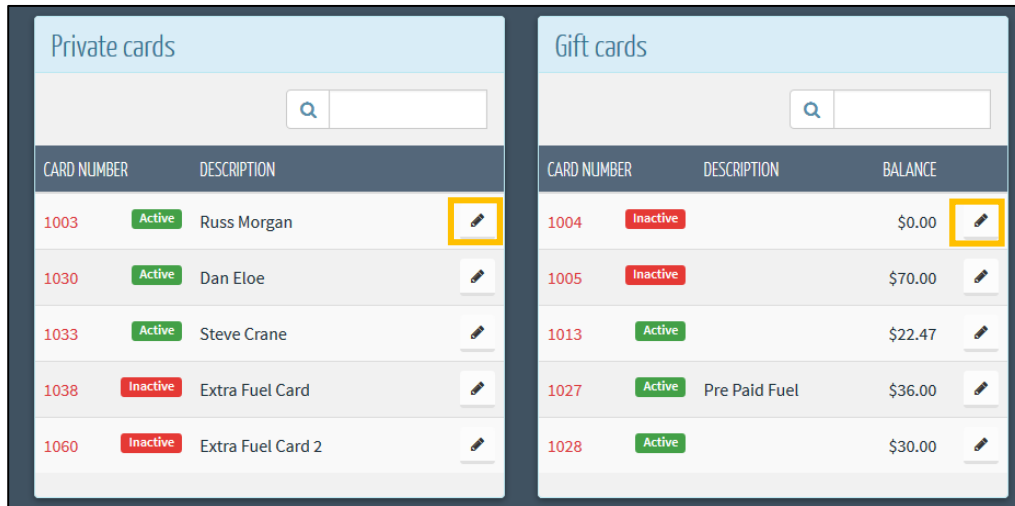 Private cards
CARD NUMBER DESCRIPTION
1003 Active Russ Morgan
1030 Active Dan Eloe
1033 Active Steve Crane
1038 Inactive Extra Fuel Card
1060 Inactive Extra Fuel Card 2
Gift cards
CARD NUMBER DESCRIPTION BALANCE
1004 Inactive $0.00
1005 Inactive $70.00
1013 Active $22.47
1027 Active Pre Paid Fuel $36.00
1028 Active $30.00